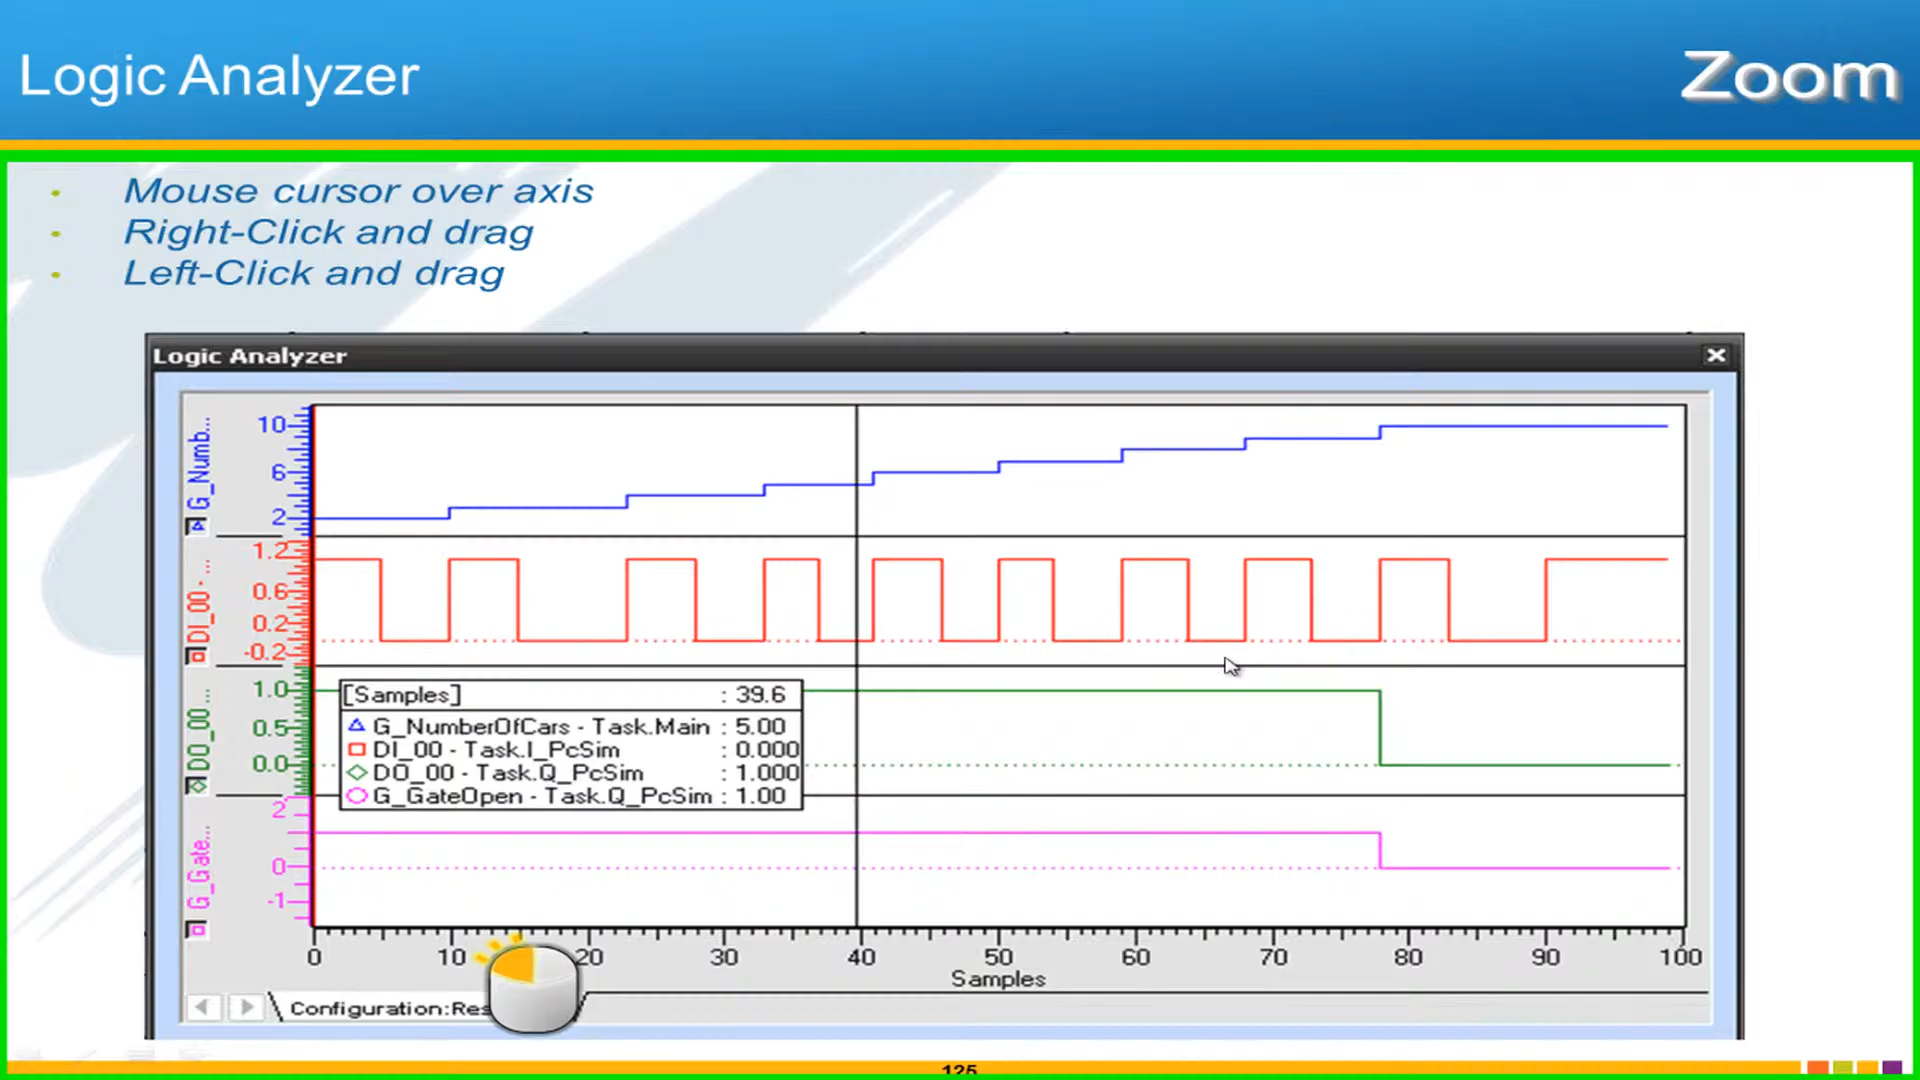 Logic Analyzer
Zoom
• Mouse cursor over axis
• Right-Click and drag
• Left-Click and drag
Logic Analyzer
G_Numb...
10
6
2
DI_00 - ...
1.2
0.6
0.2
-0.2
DO_00...
1.0
0.5
0.0
G_Gate...
2
0
-1
[Samples] : 39.6
G_NumberOfCars - Task.Main : 5.00
DI_00 - Task.I_PcSim : 0.000
DO_00 - Task.Q_PcSim : 1.000
G_GateOpen - Task.Q_PcSim : 1.00
0 10 20 30 40 50 60 70 80 90 100
Samples
Configuration:Res
125